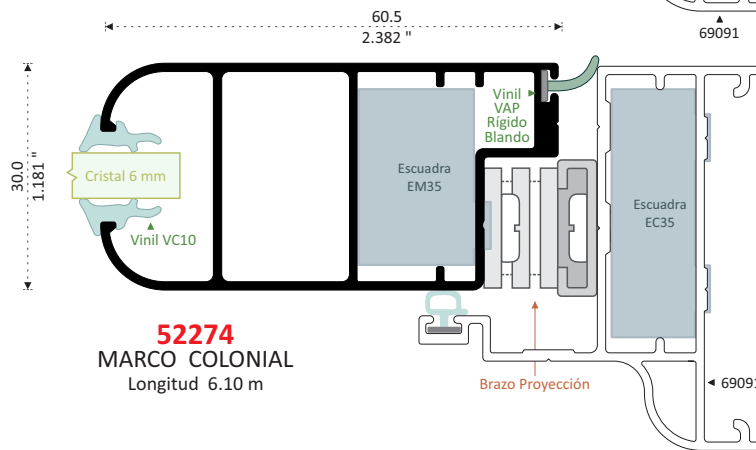 60.5
2.382 "
69091
30.0
1.181 "
Vinil
VAP
Rígido
Blando
Cristal 6 mm
Escuadra
EM35
Escuadra
EC35
Vinil VC10
52274
MARCO COLONIAL
Longitud 6.10 m
Brazo Proyección
69091